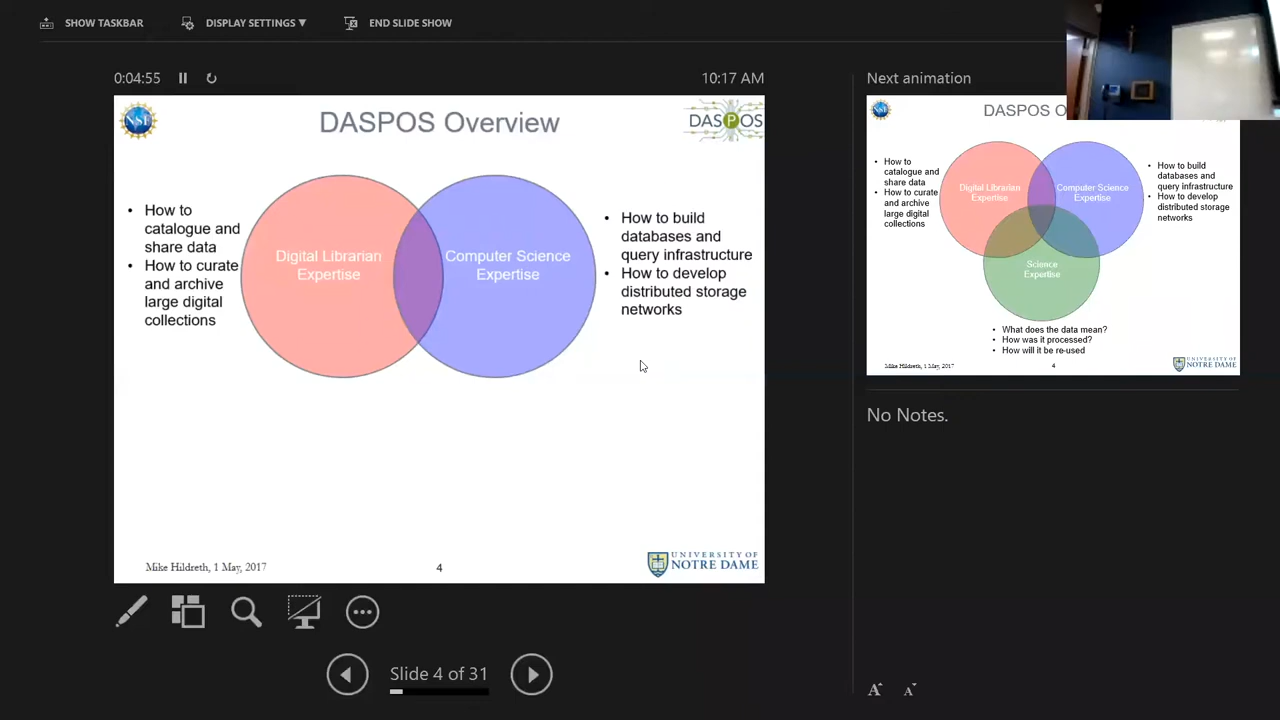 SHOW TASKBAR
DISPLAY SETTINGS ▼
END SLIDE SHOW
0:04:55
10:17 AM
NSF
DASPOS Overview
DASPOS
• How to
catalogue and
share data
• How to curate
and archive
large digital
collections
Digital Librarian
Expertise
Computer Science
Expertise
• How to build
databases and
query infrastructure
• How to develop
distributed storage
networks
Mike Hildreth, 1 May, 2017
4
UNIVERSITY OF
NOTRE DAME
Slide 4 of 31
Next animation
NSF
DASPOS O
• How to
catalogue and
share data
• How to curate
and archive
large digital
collections
Digital Librarian
Expertise
Computer Science
Expertise
• How to build
databases and
query infrastructure
• How to develop
distributed storage
networks
Science
Expertise
• What does the data mean?
• How was it processed?
• How will it be re-used
Mike Hildreth, 1 May, 2017
4
UNIVERSITY OF
NOTRE DAME
No Notes.
A A